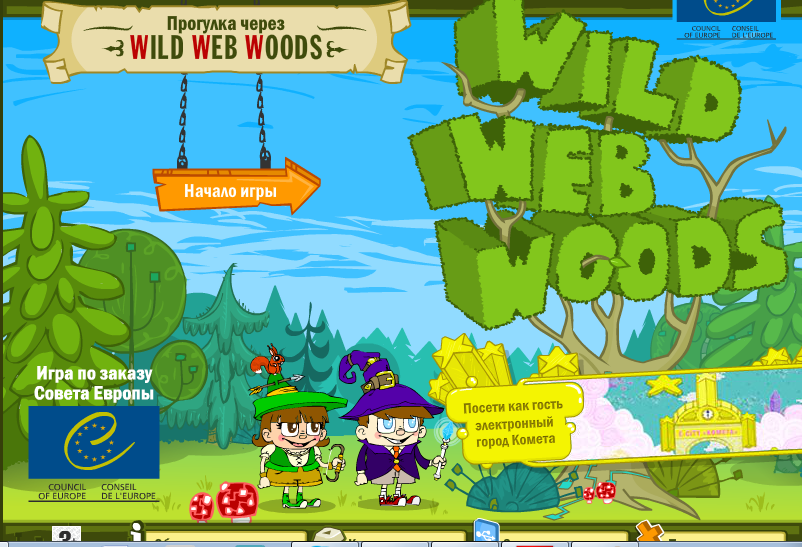 Прогулка через
WILD WEB WOODS
WILD
WEB
WOODS
COUNCIL CONSEIL
OF EUROPE DE L'EUROPE
Начало игры
Игра по заказу
Совета Европы
COUNCIL CONSEIL
OF EUROPE DE L'EUROPE
Посети как гость
электронный
город Комета